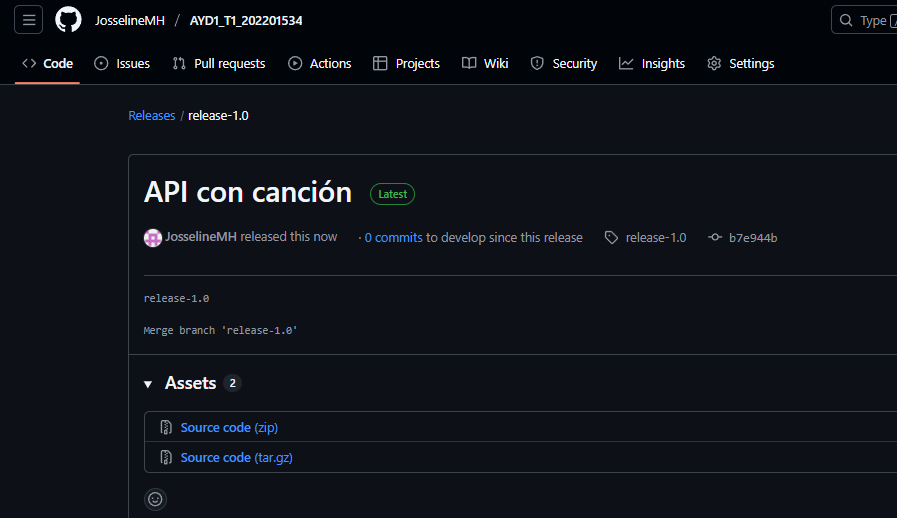 JosselineMH / AYD1_T1_202201534
Type
Code Issues Pull requests Actions Projects Wiki Security Insights Settings
Releases / release-1.0
API con canción Latest
JosselineMH released this now · 0 commits to develop since this release release-1.0 b7e944b
release-1.0
Merge branch 'release-1.0'
Assets 2
Source code (zip)
Source code (tar.gz)